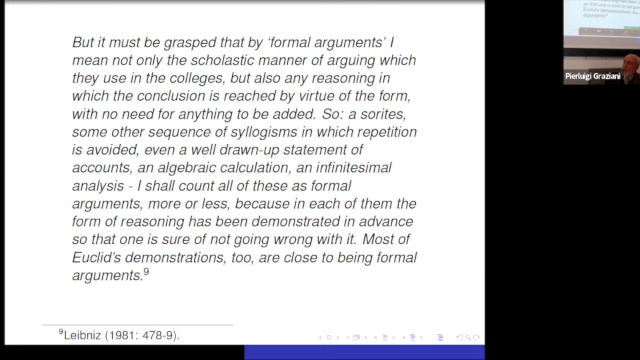 But it must be grasped that by ‘formal arguments’ I
mean not only the scholastic manner of arguing which
they use in the colleges, but also any reasoning in
which the conclusion is reached by virtue of the form,
with no need for anything to be added. So: a sorites,
some other sequence of syllogisms in which repetition
is avoided, even a well drawn-up statement of
accounts, an algebraic calculation, an infinitesimal
analysis - I shall count all of these as formal
arguments, more or less, because in each of them the
form of reasoning has been demonstrated in advance
so that one is sure of not going wrong with it. Most of
Euclid's demonstrations, too, are close to being formal
arguments.⁹
⁹Leibniz (1981: 478-9).
Pierluigi Graziani